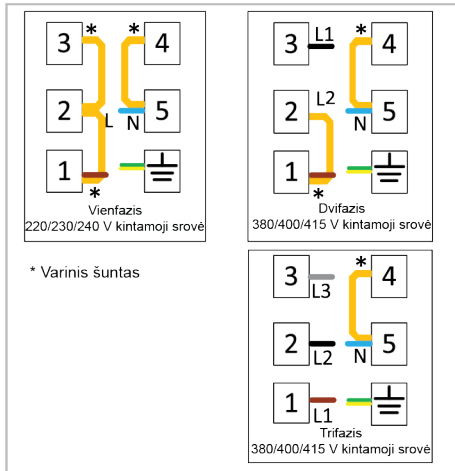 3 * * 4
2 L N 5
1 *
Vienfazis
220/230/240 V kintamoji srovė
3 L1 * 4
2 L2 N 5
1 *
Dvifazis
380/400/415 V kintamoji srovė
* Varinis šuntas
3 L3 * 4
2 L2 N 5
1 L1
Trifazis
380/400/415 V kintamoji srovė